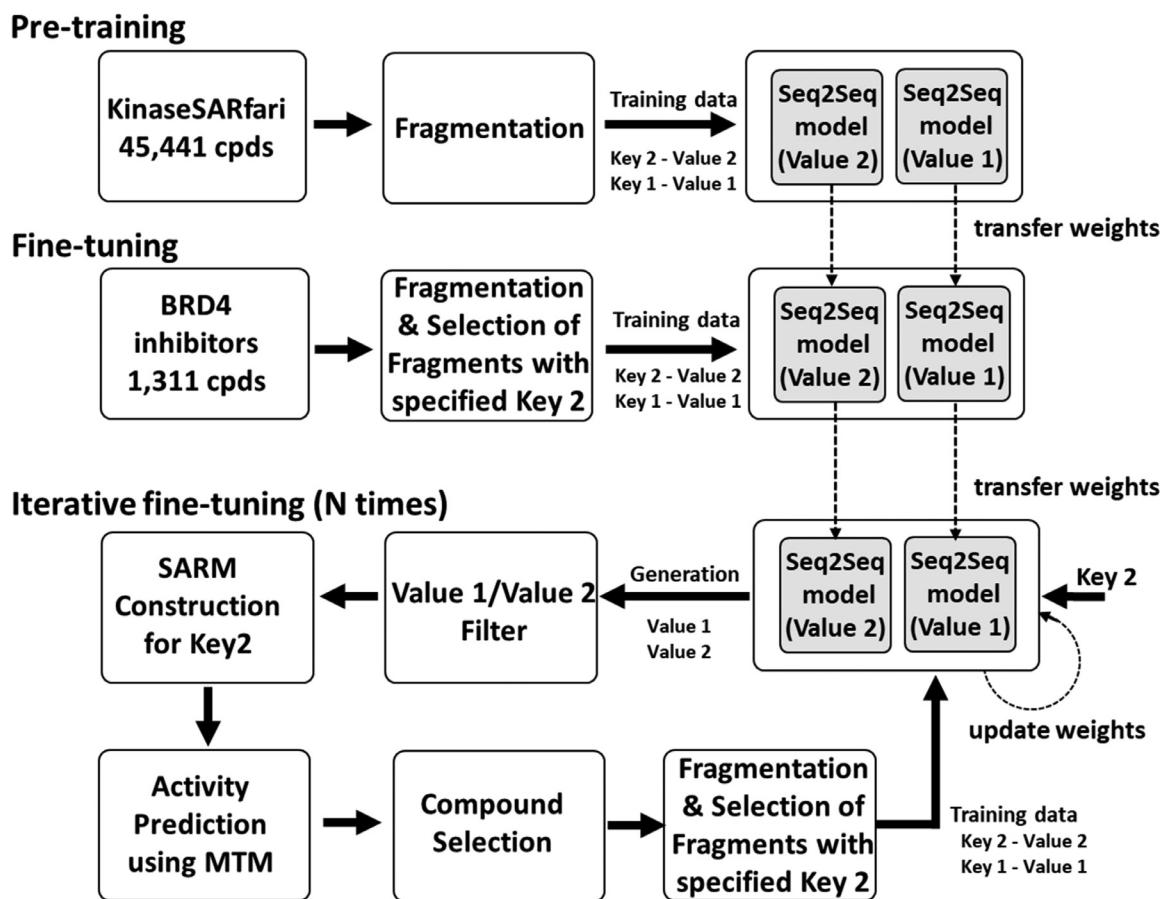 Pre-training
KinaseSARfari
45,441 cpds
Fragmentation
Training data
Key 2 - Value 2
Key 1 - Value 1
Seq2Seq
model
(Value 2)
Seq2Seq
model
(Value 1)
transfer weights
Fine-tuning
BRD4
inhibitors
1,311 cpds
Fragmentation
& Selection of
Fragments with
specified Key 2
Training data
Key 2 - Value 2
Key 1 - Value 1
Seq2Seq
model
(Value 2)
Seq2Seq
model
(Value 1)
transfer weights
Iterative fine-tuning (N times)
SARM
Construction
for Key2
Value 1/Value 2
Filter
Generation
Value 1
Value 2
Seq2Seq
model
(Value 2)
Seq2Seq
model
(Value 1)
Key 2
update weights
Activity
Prediction
using MTM
Compound
Selection
Fragmentation
& Selection of
Fragments with
specified Key 2
Training data
Key 2 - Value 2
Key 1 - Value 1